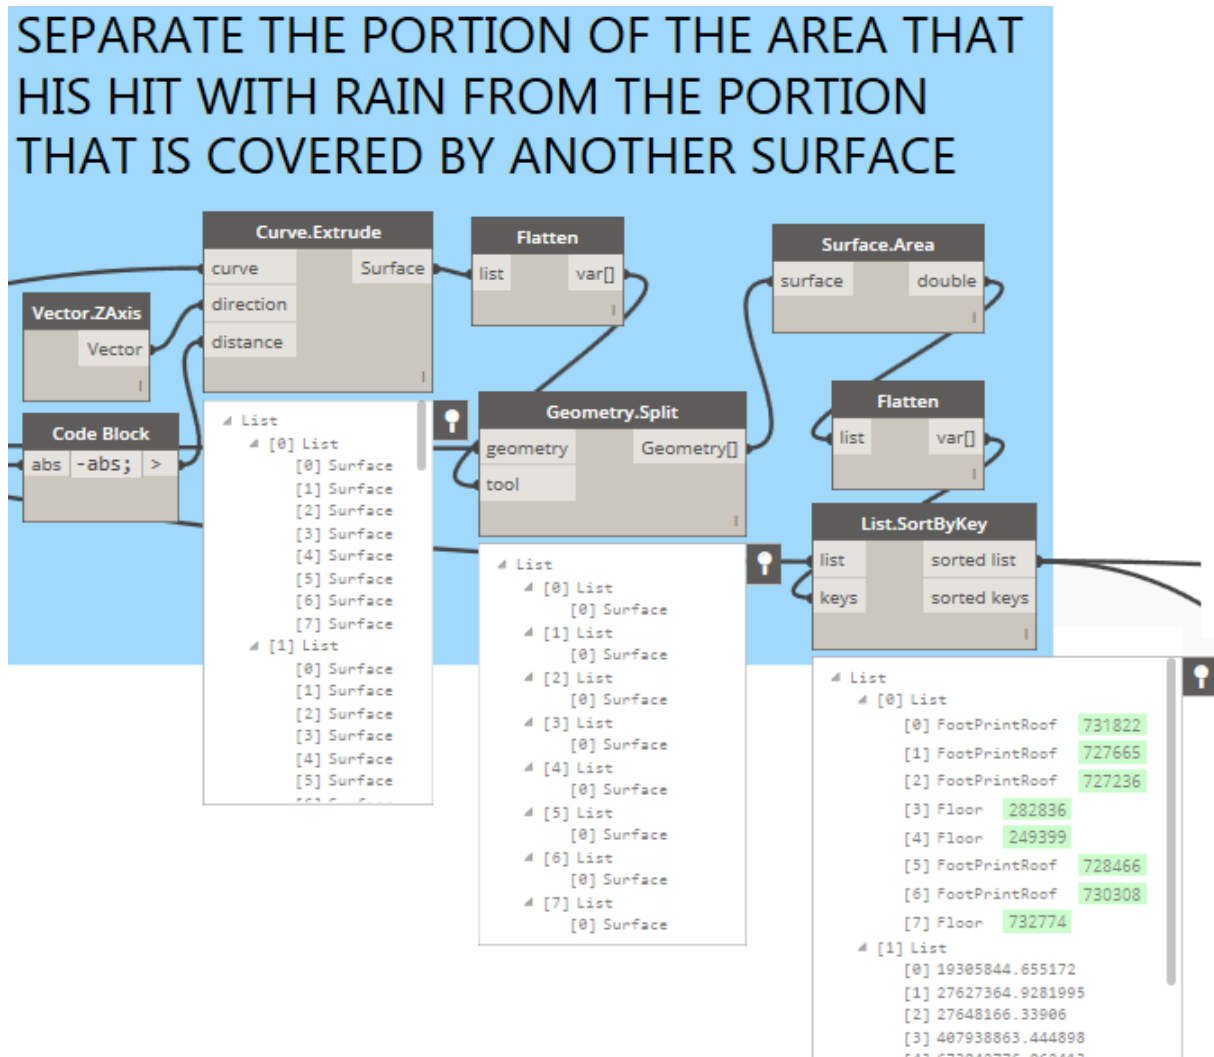 SEPARATE THE PORTION OF THE AREA THAT
HIS HIT WITH RAIN FROM THE PORTION
THAT IS COVERED BY ANOTHER SURFACE
Curve.Extrude
curve Surface
direction
distance
Vector.ZAxis
Vector
Code Block
abs -abs; >
Flatten
list var[]
Surface.Area
surface double
Geometry.Split
geometry Geometry[]
tool
Flatten
list var[]
List.SortByKey
list sorted list
keys sorted keys
List
[0] List
[0] Surface
[1] Surface
[2] Surface
[3] Surface
[4] Surface
[5] Surface
[6] Surface
[7] Surface
[1] List
[0] Surface
[1] Surface
[2] Surface
[3] Surface
[4] Surface
[5] Surface
List
[0] List
[0] Surface
[1] List
[0] Surface
[2] List
[0] Surface
[3] List
[0] Surface
[4] List
[0] Surface
[5] List
[0] Surface
[6] List
[0] Surface
[7] List
[0] Surface
List
[0] List
[0] FootPrintRoof 731822
[1] FootPrintRoof 727665
[2] FootPrintRoof 727236
[3] Floor 282836
[4] Floor 249399
[5] FootPrintRoof 728466
[6] FootPrintRoof 730308
[7] Floor 732774
[1] List
[0] 19305844.655172
[1] 27627364.9281995
[2] 27648166.33906
[3] 407938863.444898